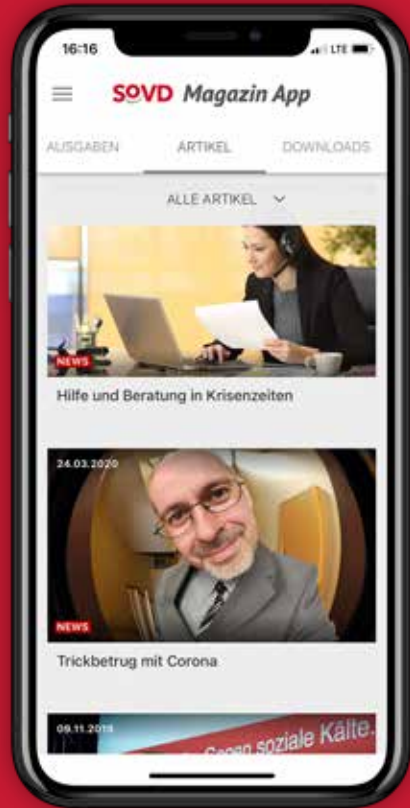 16:16
LTE
SOVD Magazin App
AUSGABEN ARTIKEL DOWNLOADS
ALLE ARTIKEL
NEWS
Hilfe und Beratung in Krisenzeiten
24.03.2020
NEWS
Trickbetrug mit Corona
09.11.2019
Gegen soziale Kälte.